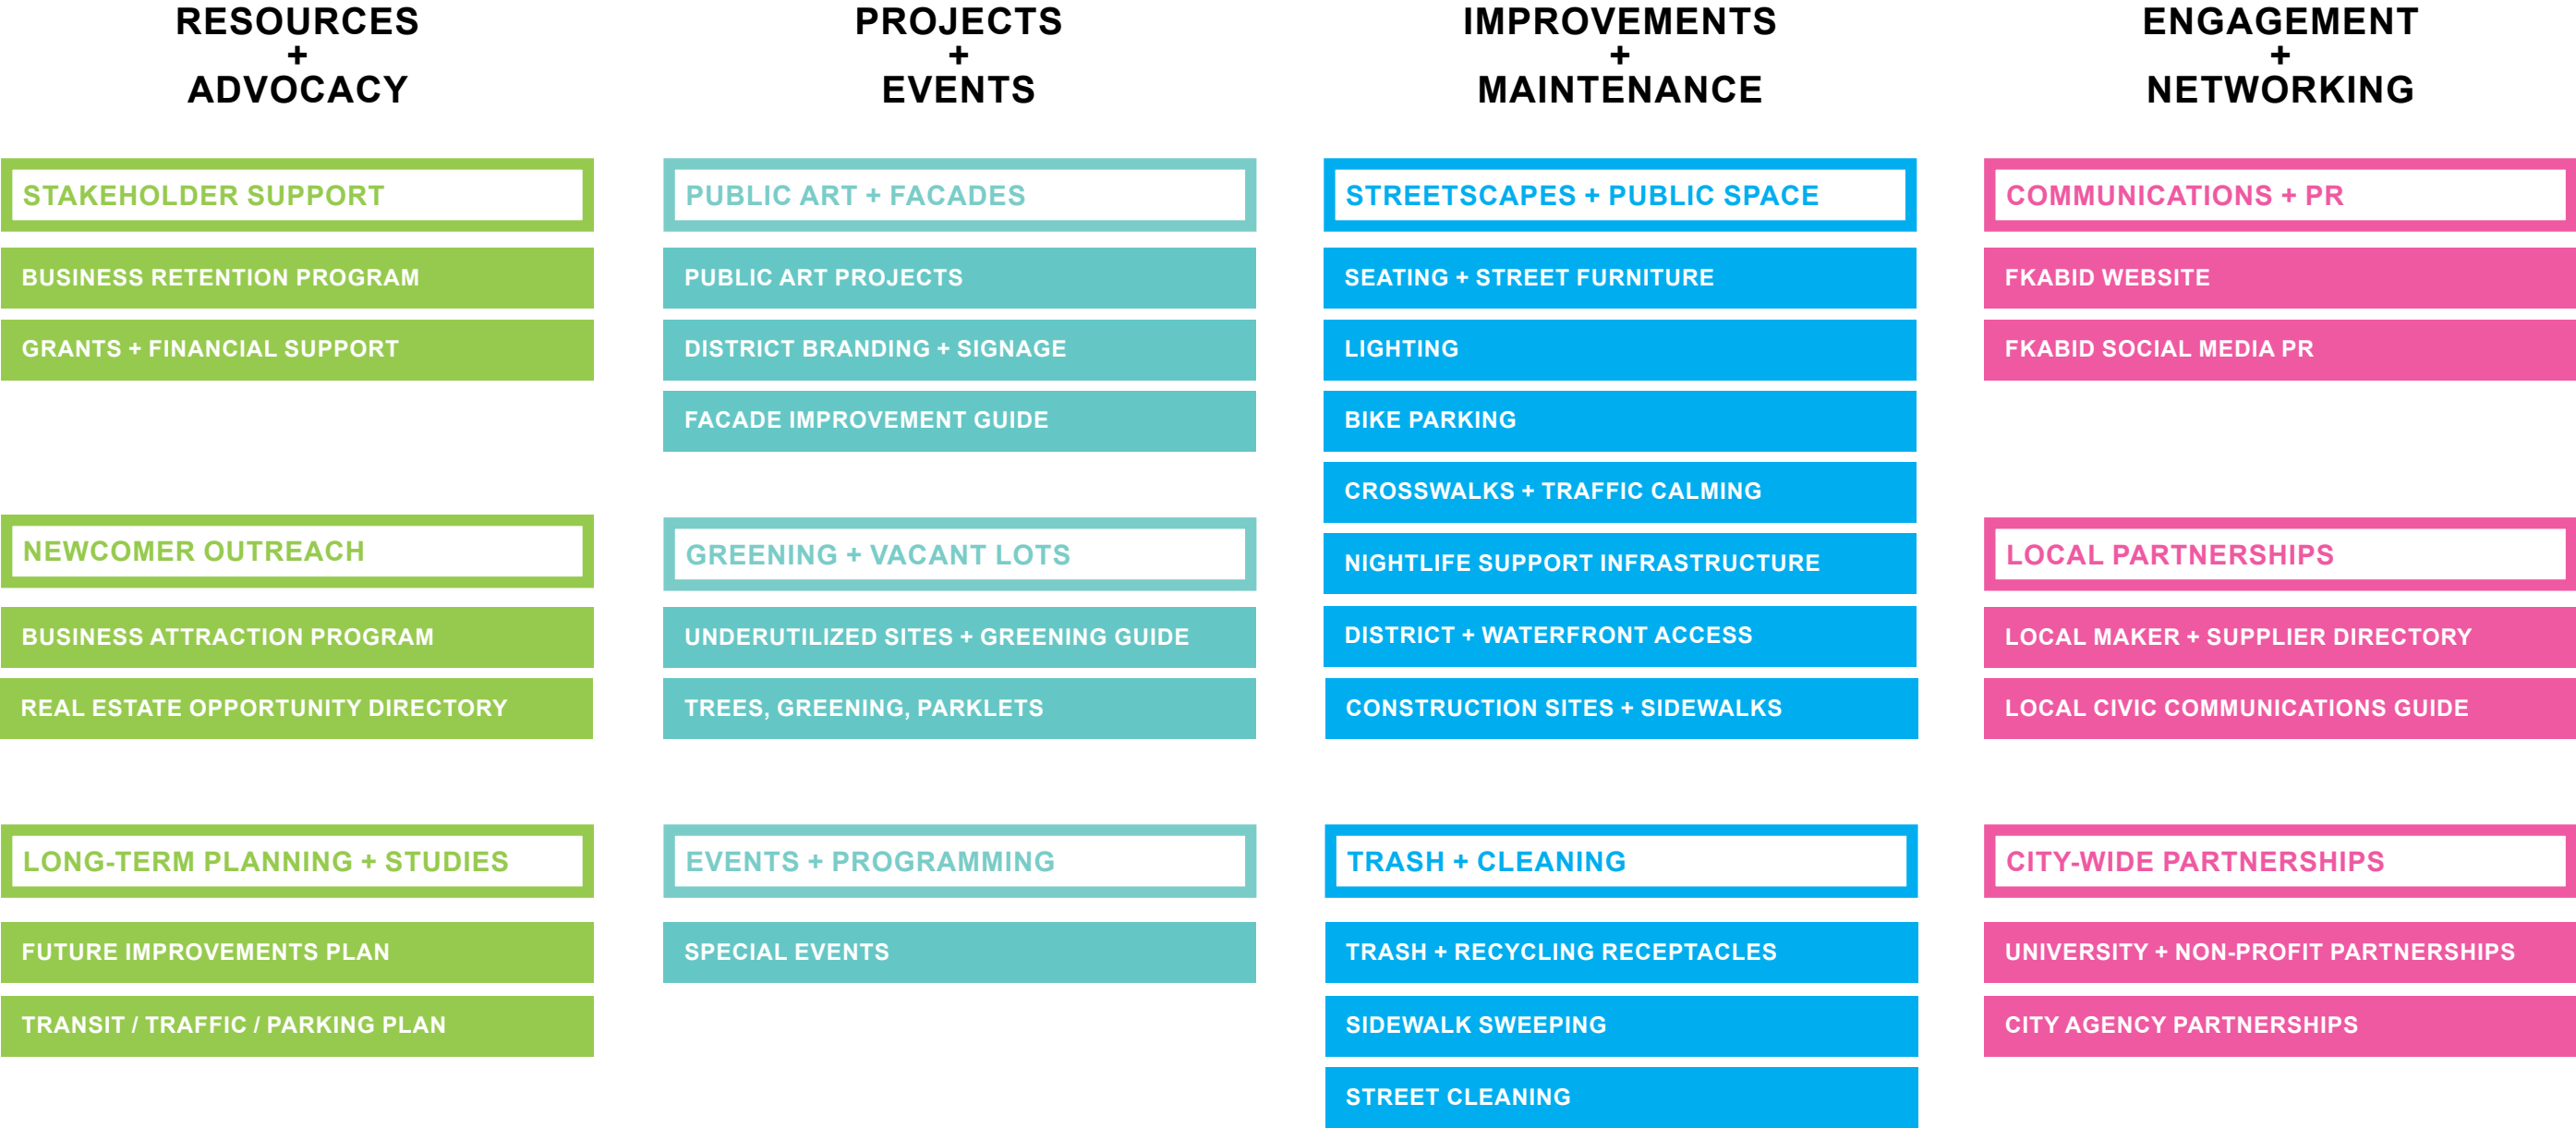 RESOURCES
+
ADVOCACY
STAKEHOLDER SUPPORT
BUSINESS RETENTION PROGRAM
GRANTS + FINANCIAL SUPPORT
NEWCOMER OUTREACH
BUSINESS ATTRACTION PROGRAM
REAL ESTATE OPPORTUNITY DIRECTORY
LONG-TERM PLANNING + STUDIES
FUTURE IMPROVEMENTS PLAN
TRANSIT / TRAFFIC / PARKING PLAN
PROJECTS
+
EVENTS
PUBLIC ART + FACADES
PUBLIC ART PROJECTS
DISTRICT BRANDING + SIGNAGE
FACADE IMPROVEMENT GUIDE
GREENING + VACANT LOTS
UNDERUTILIZED SITES + GREENING GUIDE
TREES, GREENING, PARKLETS
EVENTS + PROGRAMMING
SPECIAL EVENTS
IMPROVEMENTS
+
MAINTENANCE
STREETSCAPES + PUBLIC SPACE
SEATING + STREET FURNITURE
LIGHTING
BIKE PARKING
CROSSWALKS + TRAFFIC CALMING
NIGHTLIFE SUPPORT INFRASTRUCTURE
DISTRICT + WATERFRONT ACCESS
CONSTRUCTION SITES + SIDEWALKS
TRASH + CLEANING
TRASH + RECYCLING RECEPTACLES
SIDEWALK SWEEPING
STREET CLEANING
ENGAGEMENT
+
NETWORKING
COMMUNICATIONS + PR
FKABID WEBSITE
FKABID SOCIAL MEDIA PR
LOCAL PARTNERSHIPS
LOCAL MAKER + SUPPLIER DIRECTORY
LOCAL CIVIC COMMUNICATIONS GUIDE
CITY-WIDE PARTNERSHIPS
UNIVERSITY + NON-PROFIT PARTNERSHIPS
CITY AGENCY PARTNERSHIPS